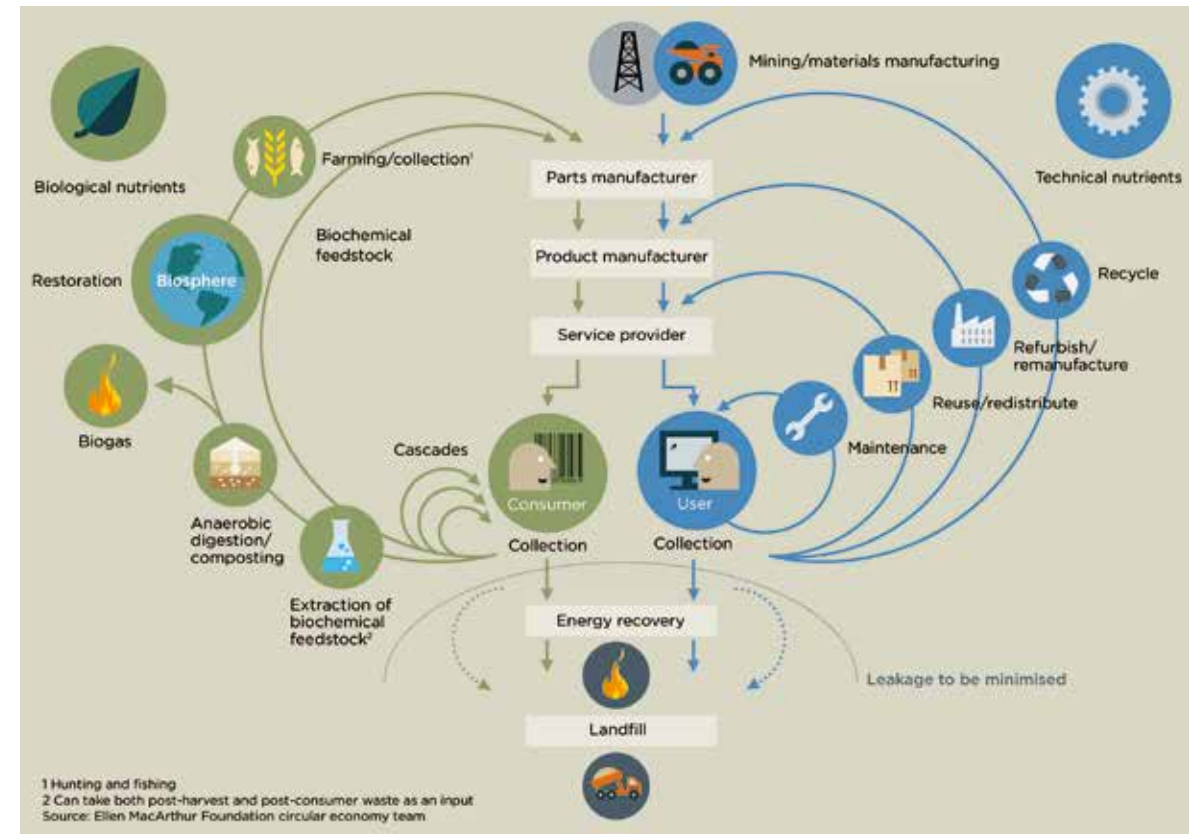 Mining/materials manufacturing
Biological nutrients
Farming/collection¹
Parts manufacturer
Technical nutrients
Biochemical
feedstock
Product manufacturer
Restoration
Biosphere
Recycle
Service provider
Refurbish/
remanufacture
Biogas
Reuse/redistribute
Cascades
Maintenance
Consumer
User
Anaerobic
digestion/
composting
Collection
Collection
Extraction of
biochemical
feedstock²
Energy recovery
Leakage to be minimised
Landfill
1 Hunting and fishing
2 Can take both post-harvest and post-consumer waste as an input
Source: Ellen MacArthur Foundation circular economy team